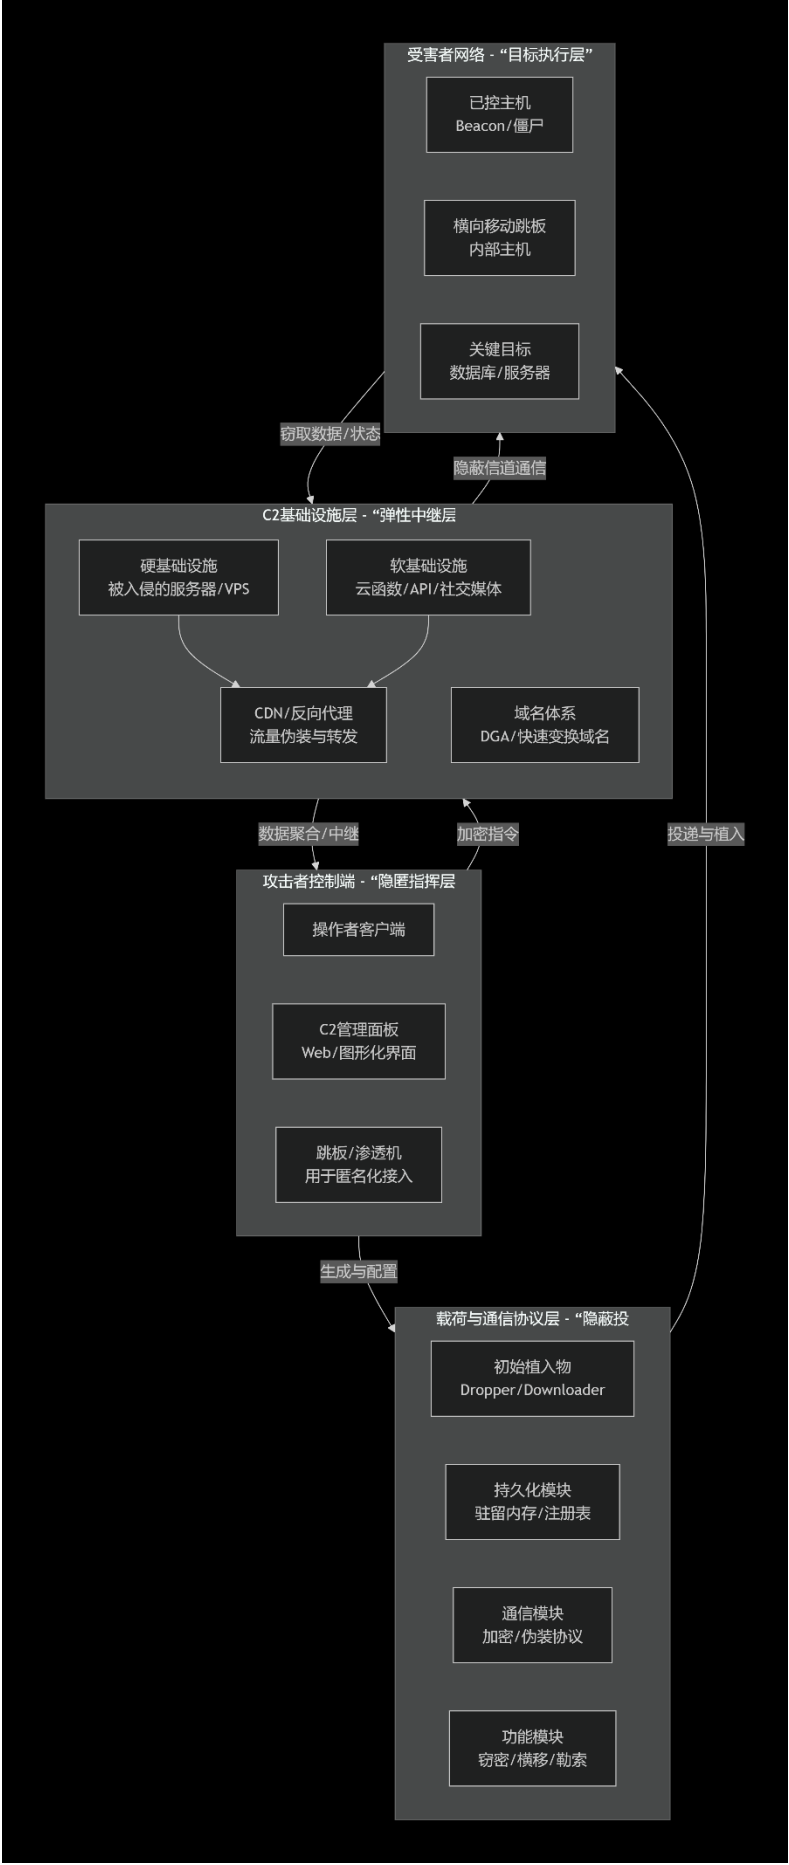 受害者网络 - “目标执行层”
已控主机
Beacon/僵尸
横向移动跳板
内部主机
关键目标
数据库/服务器
窃取数据/状态
隐蔽信道通信
C2基础设施层 - “弹性中继层
硬基础设施
被入侵的服务器/VPS
软基础设施
云函数/API/社交媒体
CDN/反向代理
流量伪装与转发
域名体系
DGA/快速变换域名
数据聚合/中继
加密指令
投递与植入
攻击者控制端 - “隐匿指挥层
操作者客户端
C2管理面板
Web/图形化界面
跳板/渗透机
用于匿名化接入
生成与配置
载荷与通信协议层 - “隐蔽投
初始植入物
Dropper/Downloader
持久化模块
驻留内存/注册表
通信模块
加密/伪装协议
功能模块
窃密/横移/勒索